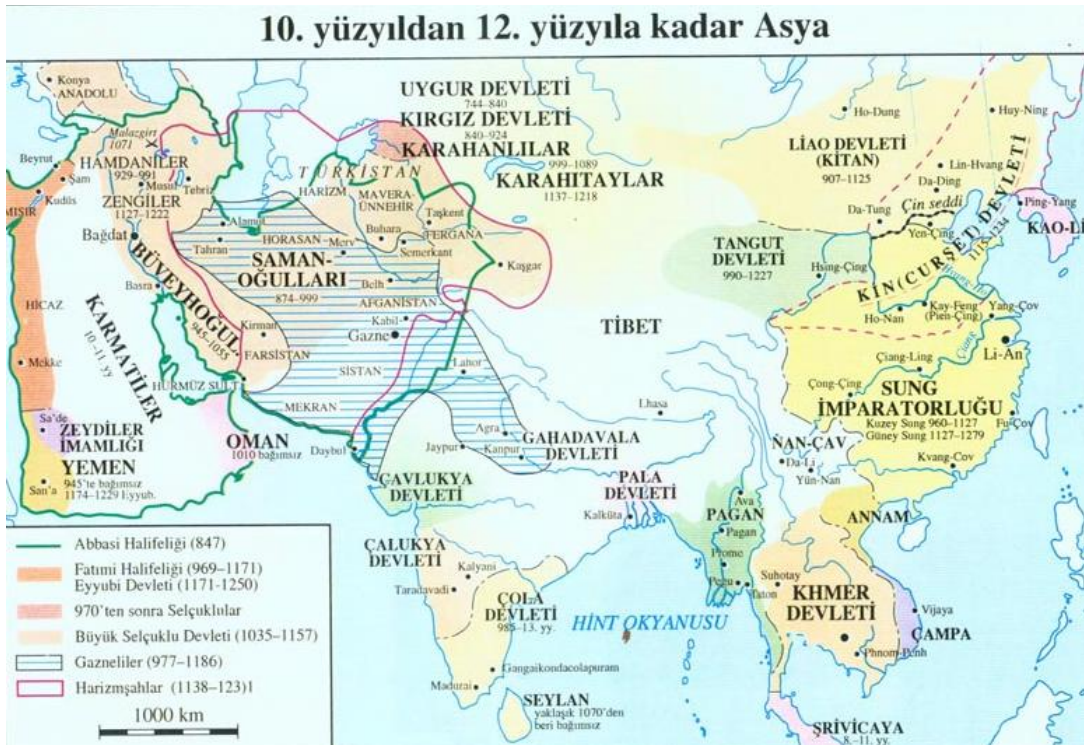 10. yüzyıldan 12. yüzyıla kadar Asya
Konya
ANADOLU
Malazgirt
1071
HAMDANİLER
929–991
Musul
Tebriz
ZENGİLER
1127–1222
Beyrut
Şam
Kudüs
MISIR
Bağdat
BÜVEYHOĞUL.
945–1055
Basra
HİCAZ
Mekke
KARMATİLER
10.–11. yy
Sa'de
ZEYDİLER
İMAMLIĞI
YEMEN
945'te bağımsız
1174–1229 Eyyub.
San'a
OMAN
1010 bağımsız
HÜRMÜZ SULT
Kirman
FARSİSTAN
MEKRAN
Daybul
Alamut
Tahran
HORASAN
Merv
SAMAN-
OĞULLARI
874–999
Belh
AFGANİSTAN
Kabil
Gazne
SİSTAN
Lahor
TÜRKİSTAN
HARİZM
MAVERA-
ÜNNEHİR
Taşkent
Buhara
FERGANA
Semerkant
Kaşgar
UYGUR DEVLETİ
744–840
KIRGIZ DEVLETİ
840–924
KARAHANLILAR
999–1089
KARAHITAYLAR
1137–1218
Ho-Dung
Huy-Ning
LİAO DEVLETİ
(KİTAN)
907–1125
Lin-Hvang
Da-Ding
Çin seddi
Da-Tung
Yen-Çing
Ping-Yang
KAO-Lİ
KİN (CURŞET) DEVLETİ
1115–1234
TANGUT
DEVLETİ
990–1227
Hsing-Çing
Kay-Feng
(Pien-Çing)
Yang-Çov
Ho-Nan
Li-An
TİBET
Lhasa
Çiang-Ling
Çong-Çing
SUNG
İMPARATORLUĞU
Kuzey Sung 960–1127
Güney Sung 1127–1279
Fu-Çov
Kvang-Cov
NAN-ÇAV
Da-Li
Yün-Nan
ANNAM
Agra
Jaypur
Kanpur
GAHADAVALA
DEVLETİ
ÇAVLUKYA
DEVLETİ
PALA
DEVLETİ
Kalküta
Ava
PAGAN
Pagan
Prome
Pegu
Taton
Suhotay
KHMER
DEVLETİ
Phnom-Penh
Vijaya
ÇAMPA
ÇALUKYA
DEVLETİ
Kalyani
Taradavadi
ÇOLA
DEVLETİ
985–13. yy.
HİNT OKYANUSU
Gangaikondacolapuram
Madurai
SEYLAN
yaklaşık 1070'den
beri bağımsız
ŞRİVİCAYA
8.–11. yy.
Abbasi Halifeliği (847)
Fatımi Halifeliği (969–1171)
Eyyubi Devleti (1171-1250)
970'ten sonra Selçuklular
Büyük Selçuklu Devleti (1035–1157)
Gazneliler (977–1186)
Harizmşahlar (1138–123)1
1000 km